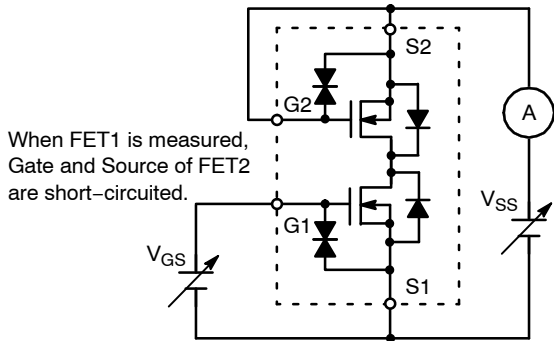 S2
G2
A
When FET1 is measured,
Gate and Source of FET2
are short−circuited.
VSS
G1
VGS
S1